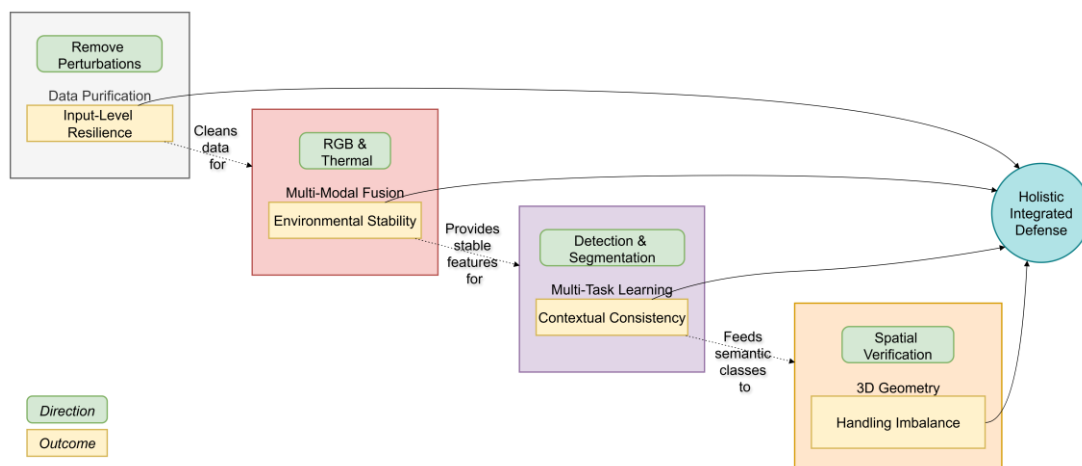 Remove
Perturbations
Data Purification
Input-Level
Resilience
Cleans
data
for
RGB &
Thermal
Multi-Modal Fusion
Environmental Stability
Provides
stable
features
for
Detection &
Segmentation
Multi-Task Learning
Contextual Consistency
Feeds
semantic
classes
to
Spatial
Verification
3D Geometry
Handling Imbalance
Holistic
Integrated
Defense
Direction
Outcome